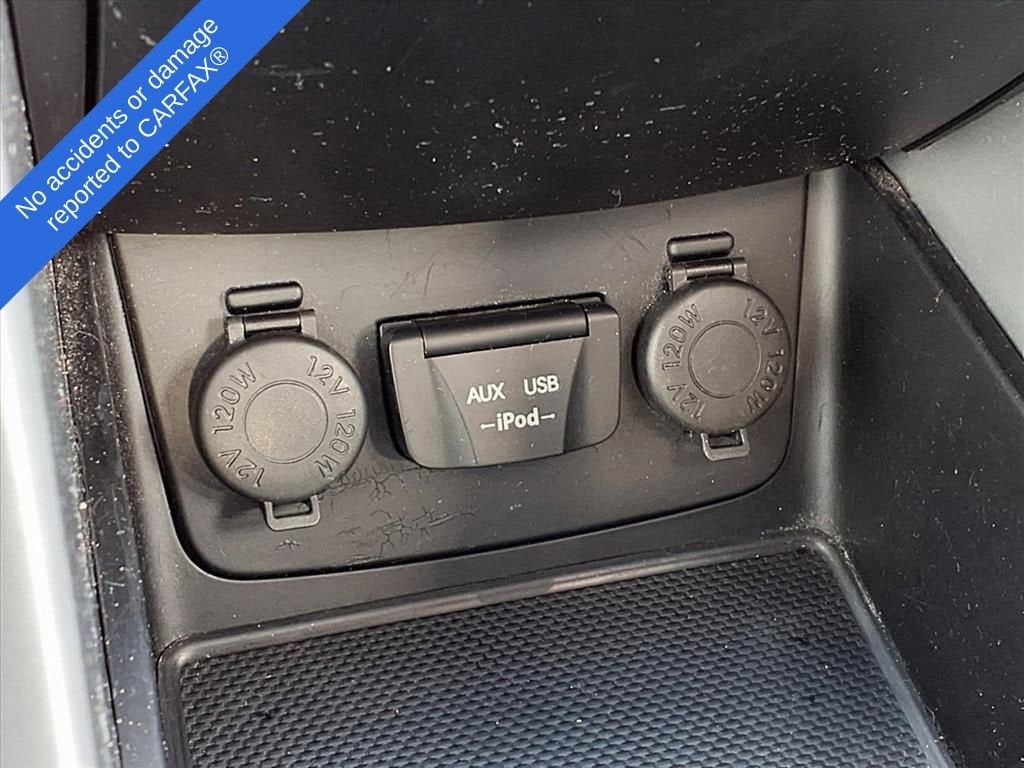 No accidents or damage
reported to CARFAX®
12V 120W
12V 120W
AUX USB
iPod
12V 120W
12V 120W